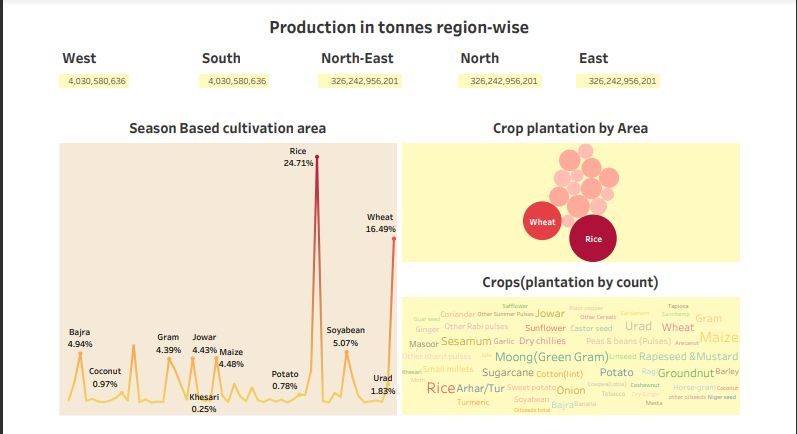 Production in tonnes region-wise
West South North-East North East
4,030,580,636 4,030,580,636 326,242,956,201 326,242,956,201 326,242,956,201
Season Based cultivation area
Rice
24.71%
Wheat
16.49%
Bajra
4.94%
Coconut
0.97%
Gram
4.39%
Jowar
4.43%
Maize
4.48%
Khesari
0.25%
Potato
0.78%
Soyabean
5.07%
Urad
1.83%
Crop plantation by Area
Wheat
Rice
Crops(plantation by count)
Safflower Tapioca
Coriander Other Summer Pulses Jowar Sannhamp Gram
Guar seed Other Cereals
Ginger Other Rabi pulses Sunflower Castor seed Urad Wheat
Masoor Sesamum Garlic Dry chillies Peas & beans (Pulses) Arecanut Maize
Other Kharif pulses Moong(Green Gram) Linseed Rapeseed &Mustard
Khesari Small millets Sugarcane Cotton(lint) Potato Ragi Groundnut Barley
Moth Rice Arhar/Tur Sweet potato Onion Cowpea(Lobia) Cashewnut Horse-gram Coconut
Tobacco other oilseeds Niger seed
Turmeric Soyabean Bajra Banana Mesta
Oilseeds total